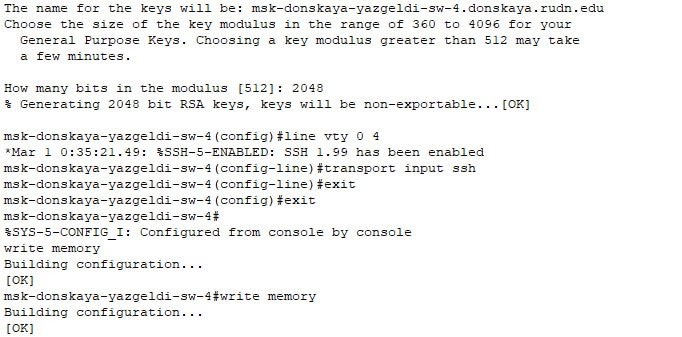 The name for the keys will be: msk-donskaya-yazgeldi-sw-4.donskaya.rudn.edu
Choose the size of the key modulus in the range of 360 to 4096 for your
  General Purpose Keys. Choosing a key modulus greater than 512 may take
  a few minutes.

How many bits in the modulus [512]: 2048
% Generating 2048 bit RSA keys, keys will be non-exportable...[OK]

msk-donskaya-yazgeldi-sw-4(config)#line vty 0 4
*Mar 1 0:35:21.49: %SSH-5-ENABLED: SSH 1.99 has been enabled
msk-donskaya-yazgeldi-sw-4(config-line)#transport input ssh
msk-donskaya-yazgeldi-sw-4(config-line)#exit
msk-donskaya-yazgeldi-sw-4(config)#exit
msk-donskaya-yazgeldi-sw-4#
%SYS-5-CONFIG_I: Configured from console by console
write memory
Building configuration...
[OK]
msk-donskaya-yazgeldi-sw-4#write memory
Building configuration...
[OK]